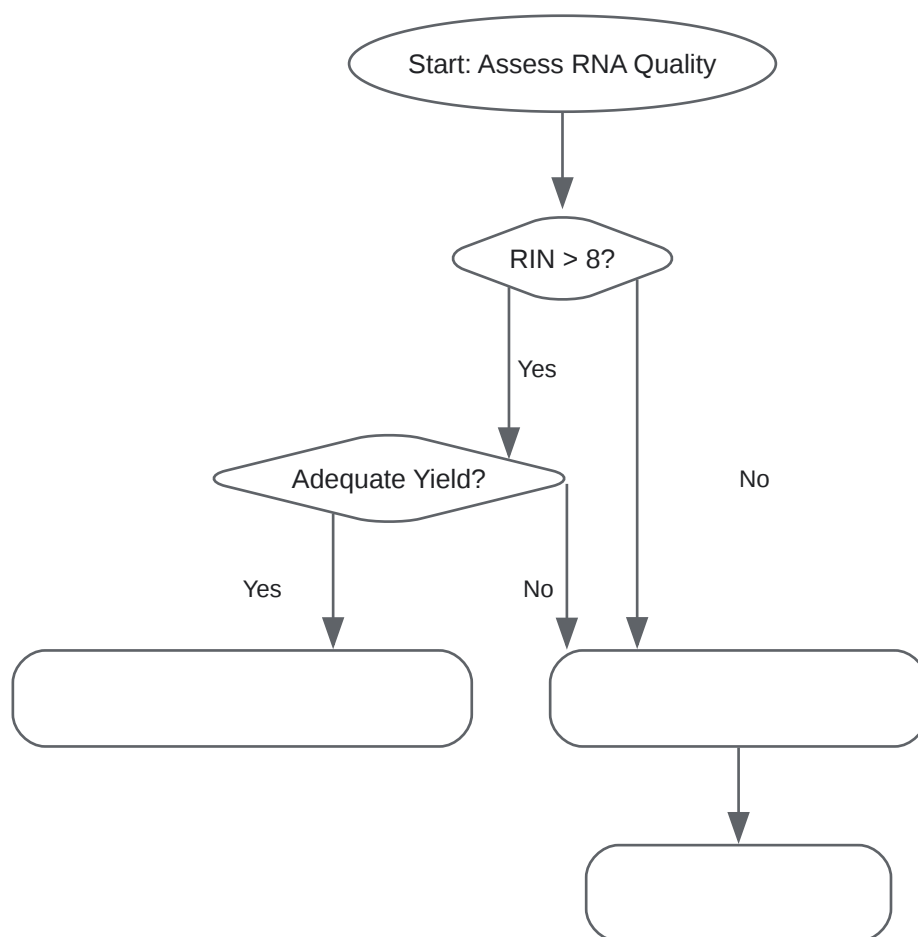 Start: Assess RNA Quality
RIN > 8?
Yes
Adequate Yield?
No
Yes
No